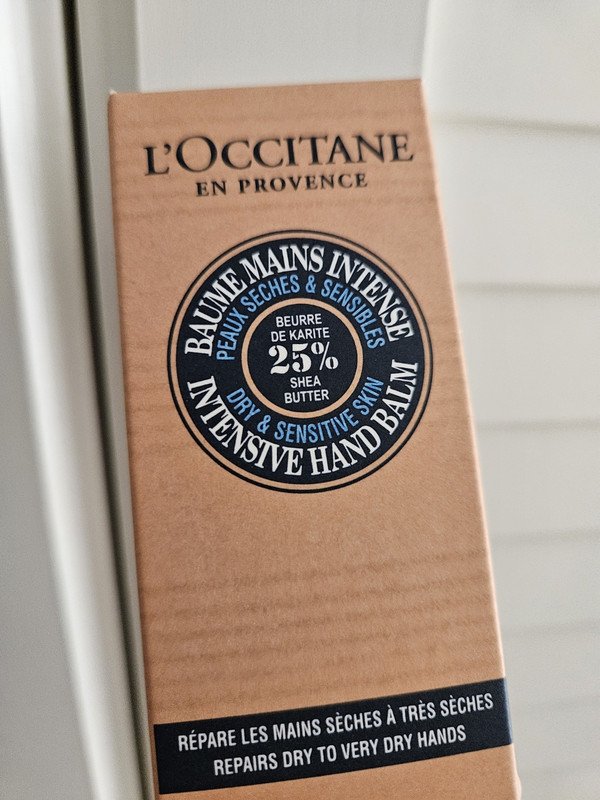 L'OCCITANE
EN PROVENCE
BAUME MAINS INTENSE
PEAUX SÈCHES & SENSIBLES
BEURRE
DE KARITE
25%
SHEA
BUTTER
DRY & SENSITIVE SKIN
INTENSIVE HAND BALM
RÉPARE LES MAINS SÈCHES À TRÈS SÈCHES
REPAIRS DRY TO VERY DRY HANDS